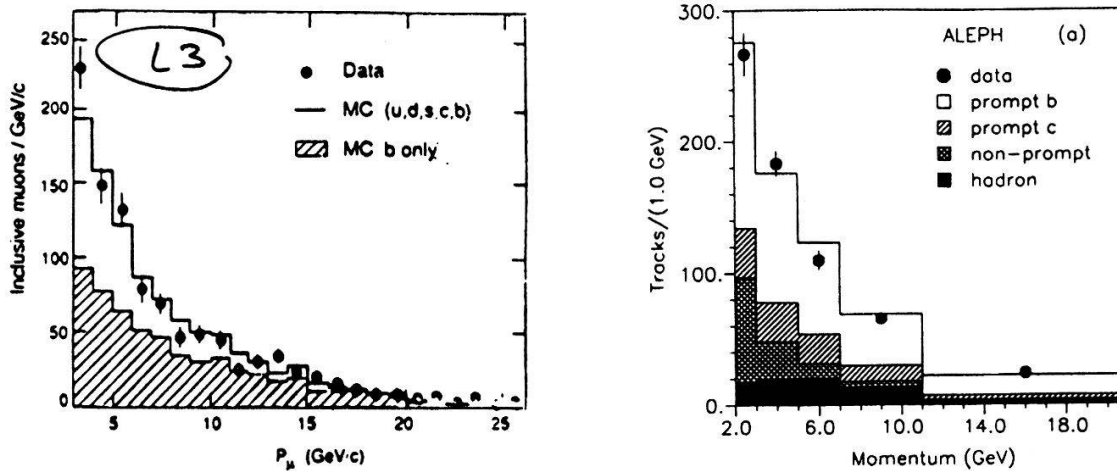 L3
Data
MC (u,d,s,c,b)
MC b only
Inclusive muons / GeV/c
250
200
150
100
50
0
5
10
15
20
25
Pμ (GeV·c)
ALEPH (a)
data
prompt b
prompt c
non-prompt
hadron
Tracks/(1.0 GeV)
300.
200.
100.
0.
2.0
6.0
10.0
14.0
18.0
Momentum (GeV)